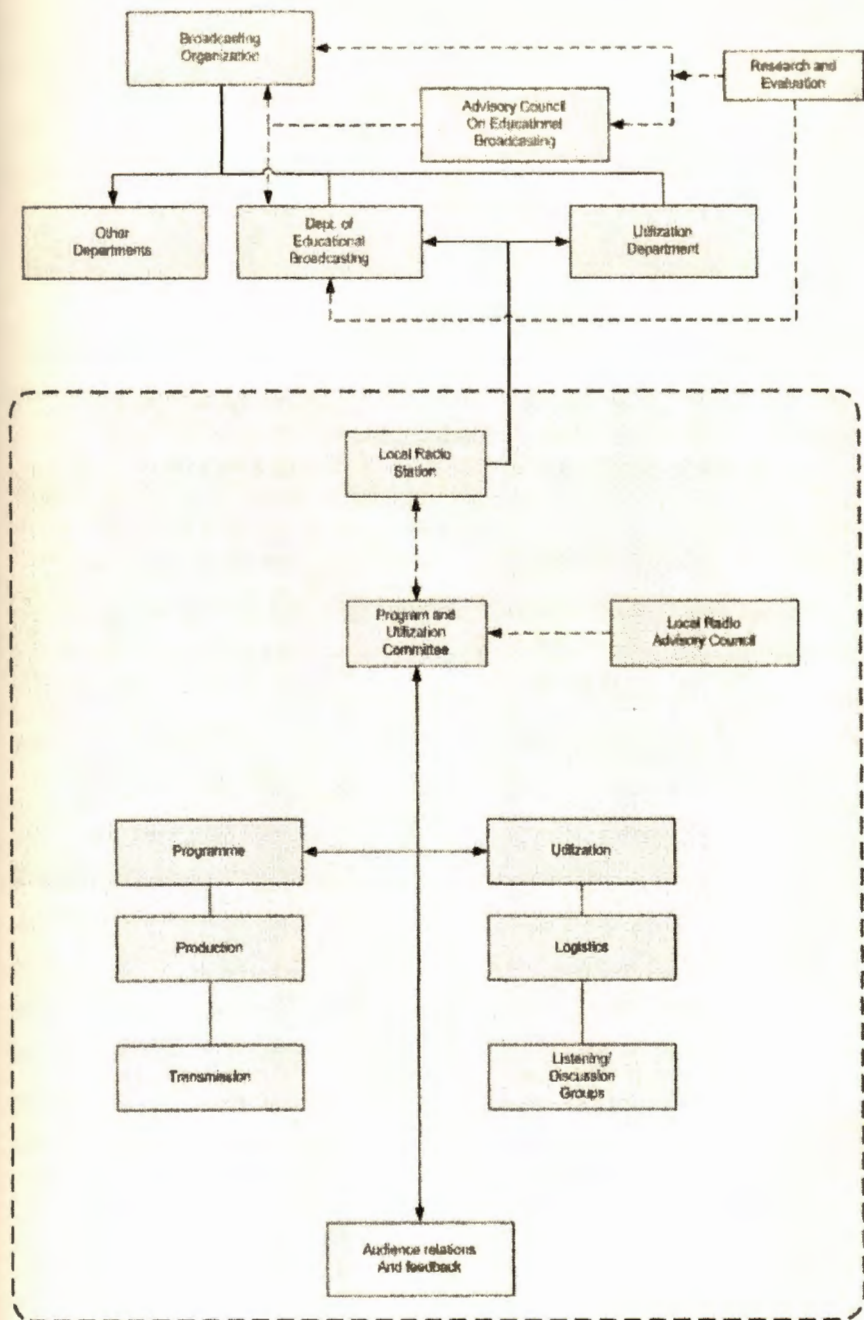 Broadcasting
Organization
Research and
Evaluation
Advisory Council
On Educational
Broadcasting
Other
Departments
Dept. of
Educational
Broadcasting
Utilization
Department
Local Radio
Station
Program and
Utilization
Committee
Local Radio
Advisory Council
Programme
Utilization
Production
Logistics
Transmission
Listening/
Discussion
Groups
Audience relations
And feedback